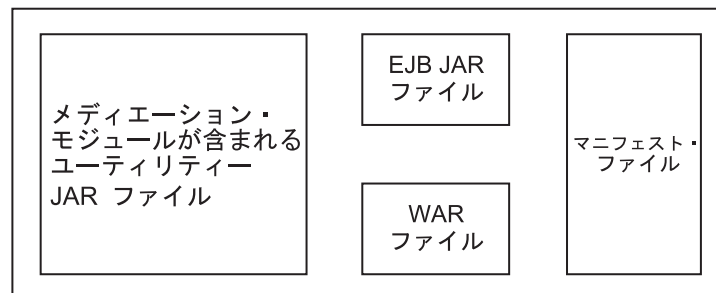 メディエーション・
モジュールが含まれる
ユーティリティー
JAR ファイル
EJB JAR
ファイル
WAR
ファイル
マニフェスト・
ファイル